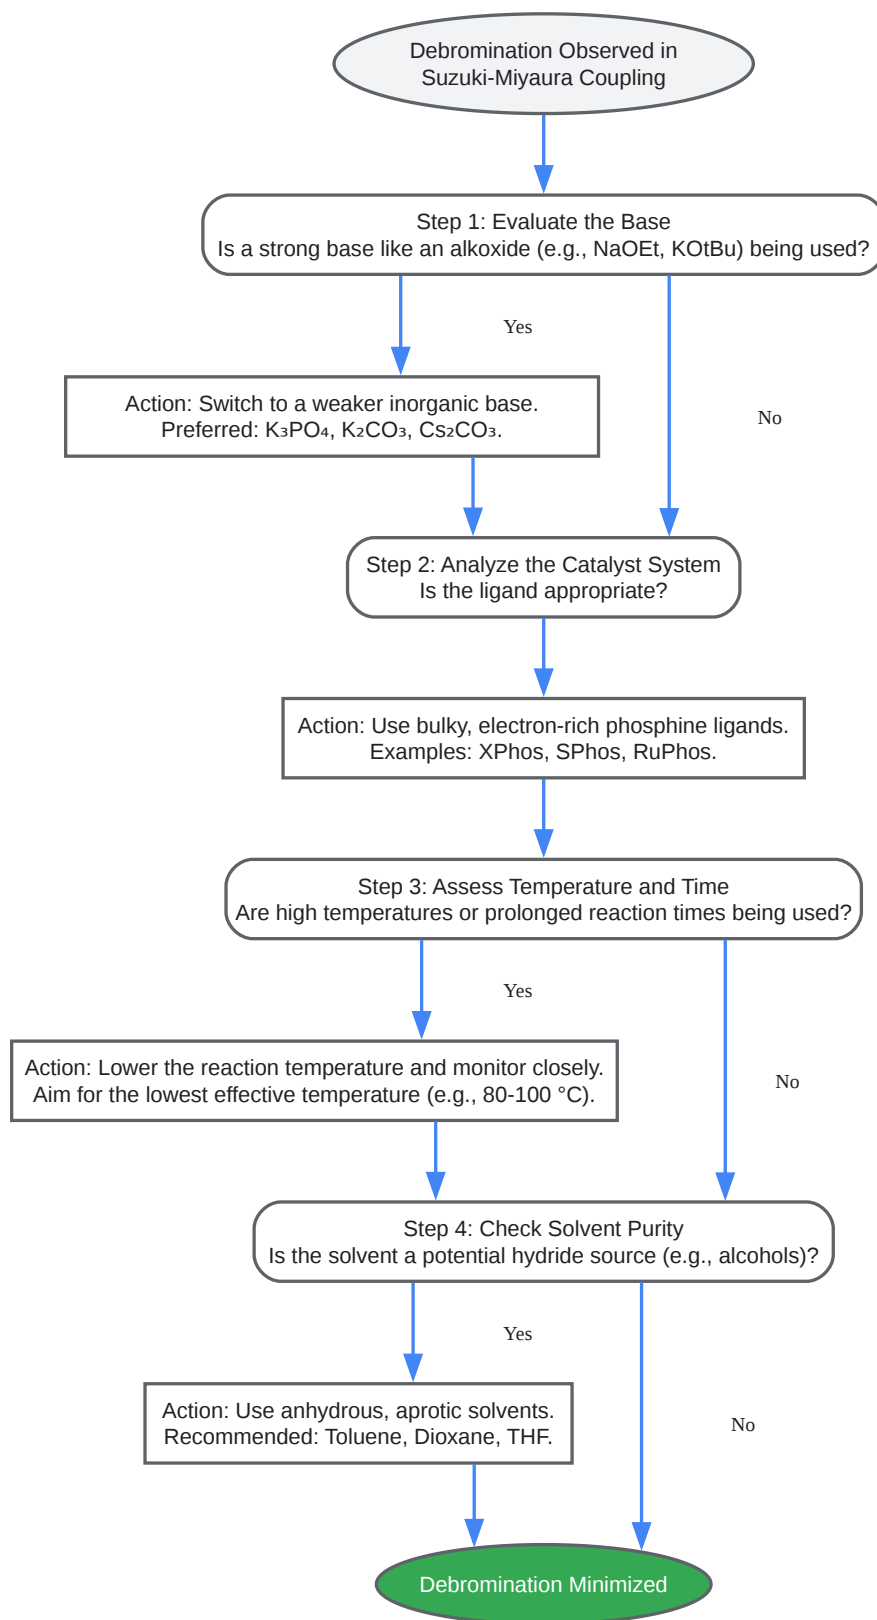 Debromination Observed in
Suzuki-Miyaura Coupling
Step 1: Evaluate the Base
Is a strong base like an alkoxide (e.g., NaOEt, KOtBu) being used?
Yes
Action: Switch to a weaker inorganic base.
Preferred: K₃PO₄, K₂CO₃, Cs₂CO₃.
No
Step 2: Analyze the Catalyst System
Is the ligand appropriate?
Action: Use bulky, electron-rich phosphine ligands.
Examples: XPhos, SPhos, RuPhos.
Step 3: Assess Temperature and Time
Are high temperatures or prolonged reaction times being used?
Yes
Action: Lower the reaction temperature and monitor closely.
Aim for the lowest effective temperature (e.g., 80-100 °C).
No
Step 4: Check Solvent Purity
Is the solvent a potential hydride source (e.g., alcohols)?
Yes
Action: Use anhydrous, aprotic solvents.
Recommended: Toluene, Dioxane, THF.
No
Debromination Minimized